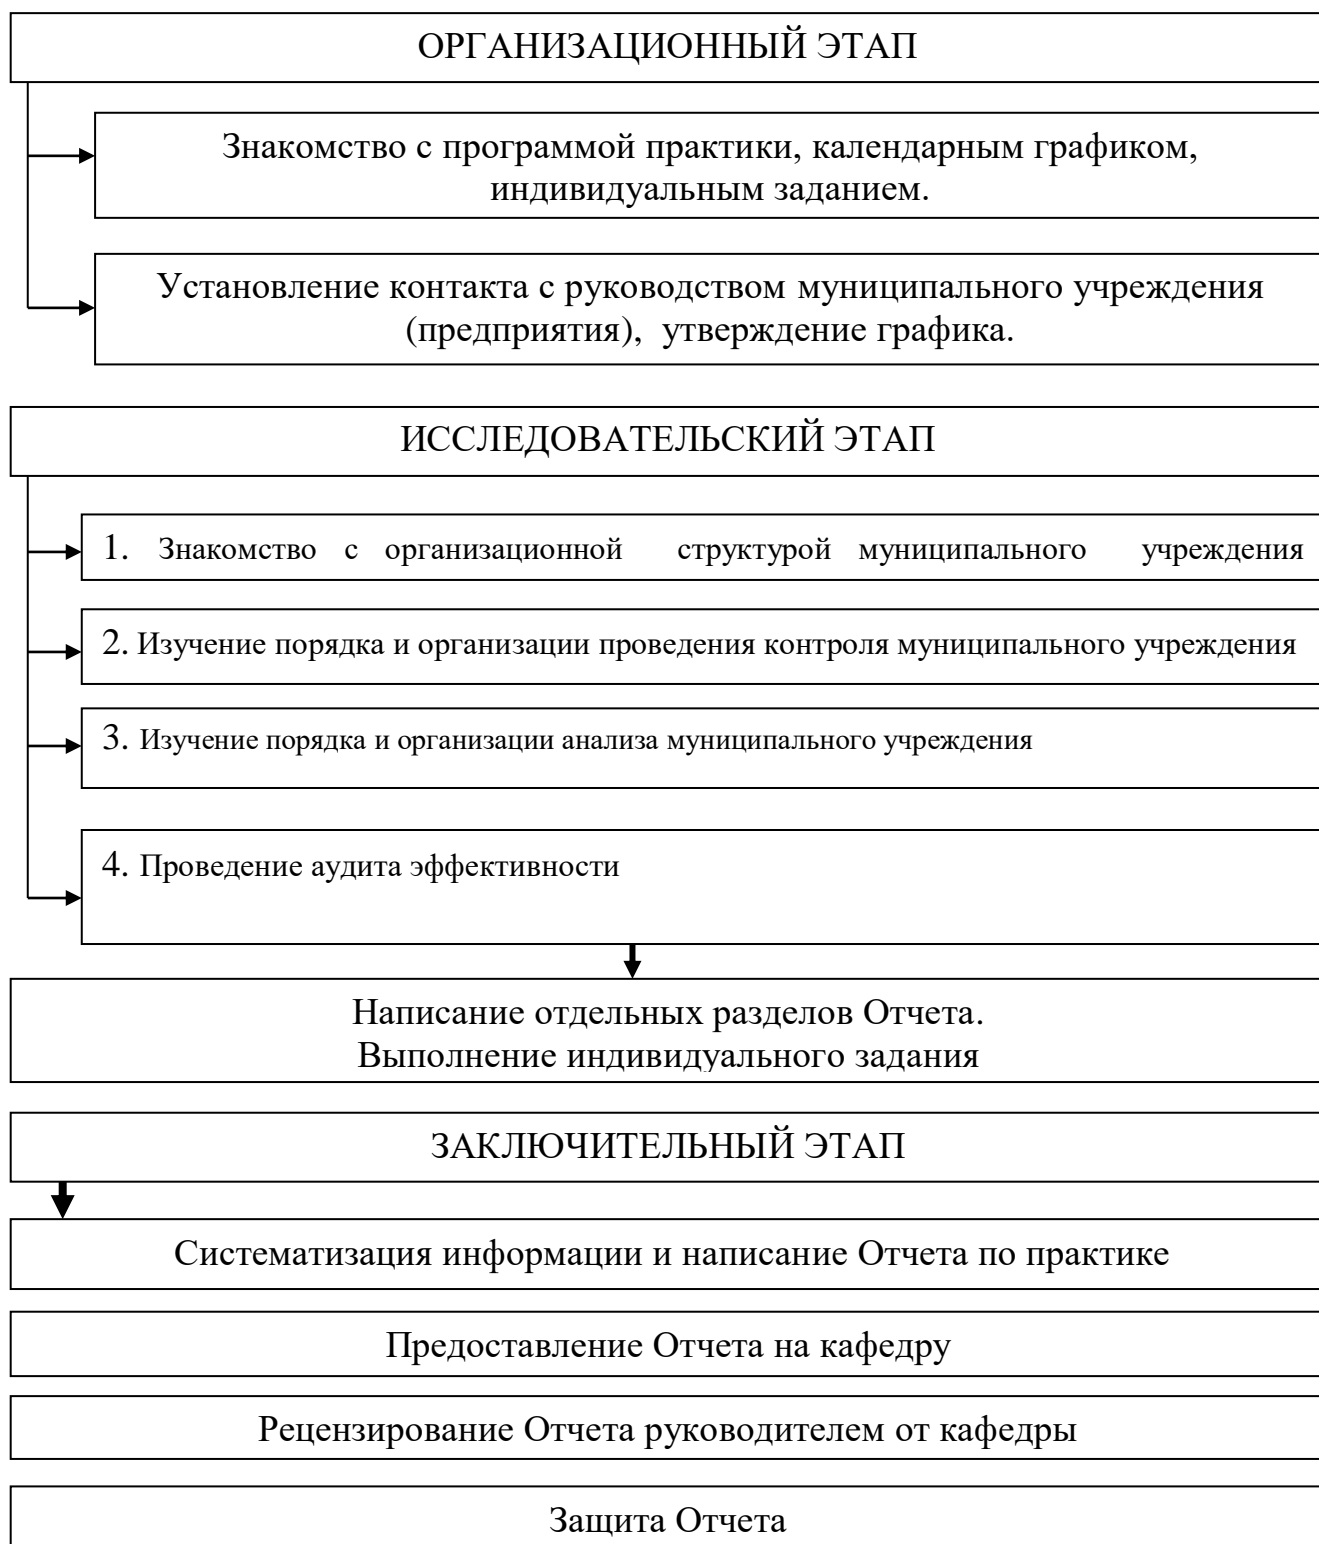 ОРГАНИЗАЦИОННЫЙ ЭТАП
Знакомство с программой практики, календарным графиком,
индивидуальным заданием.
Установление контакта с руководством муниципального учреждения
(предприятия), утверждение графика.
ИССЛЕДОВАТЕЛЬСКИЙ ЭТАП
1. Знакомство с организационной структурой муниципального учреждения
2. Изучение порядка и организации проведения контроля муниципального учреждения
3. Изучение порядка и организации анализа муниципального учреждения
4. Проведение аудита эффективности
Написание отдельных разделов Отчета.
Выполнение индивидуального задания
ЗАКЛЮЧИТЕЛЬНЫЙ ЭТАП
Систематизация информации и написание Отчета по практике
Предоставление Отчета на кафедру
Рецензирование Отчета руководителем от кафедры
Защита Отчета